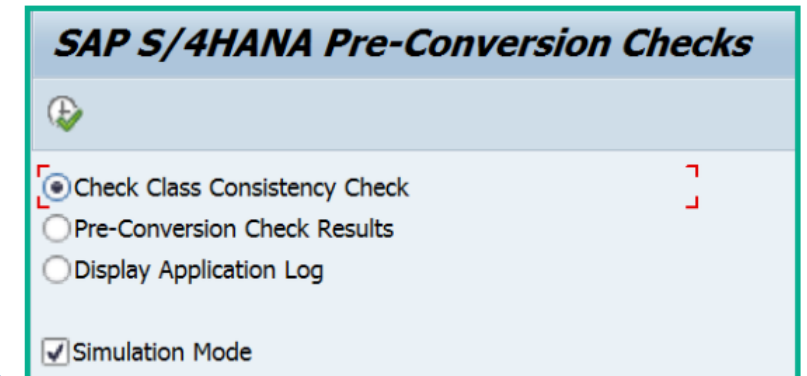 SAP S/4HANA Pre-Conversion Checks
Check Class Consistency Check
Pre-Conversion Check Results
Display Application Log
Simulation Mode